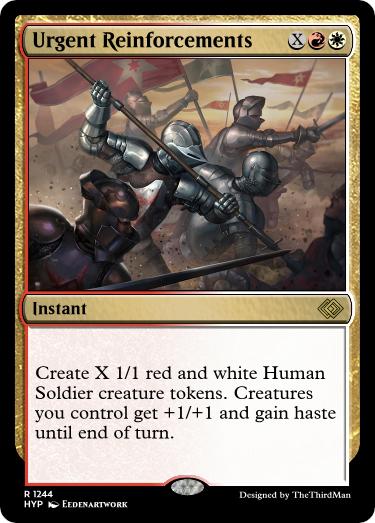 Urgent Reinforcements X
Instant
Create X 1/1 red and white Human
Soldier creature tokens. Creatures
you control get +1/+1 and gain haste
until end of turn.
R 1244
HYP EEDENARTWORK
Designed by TheThirdMan